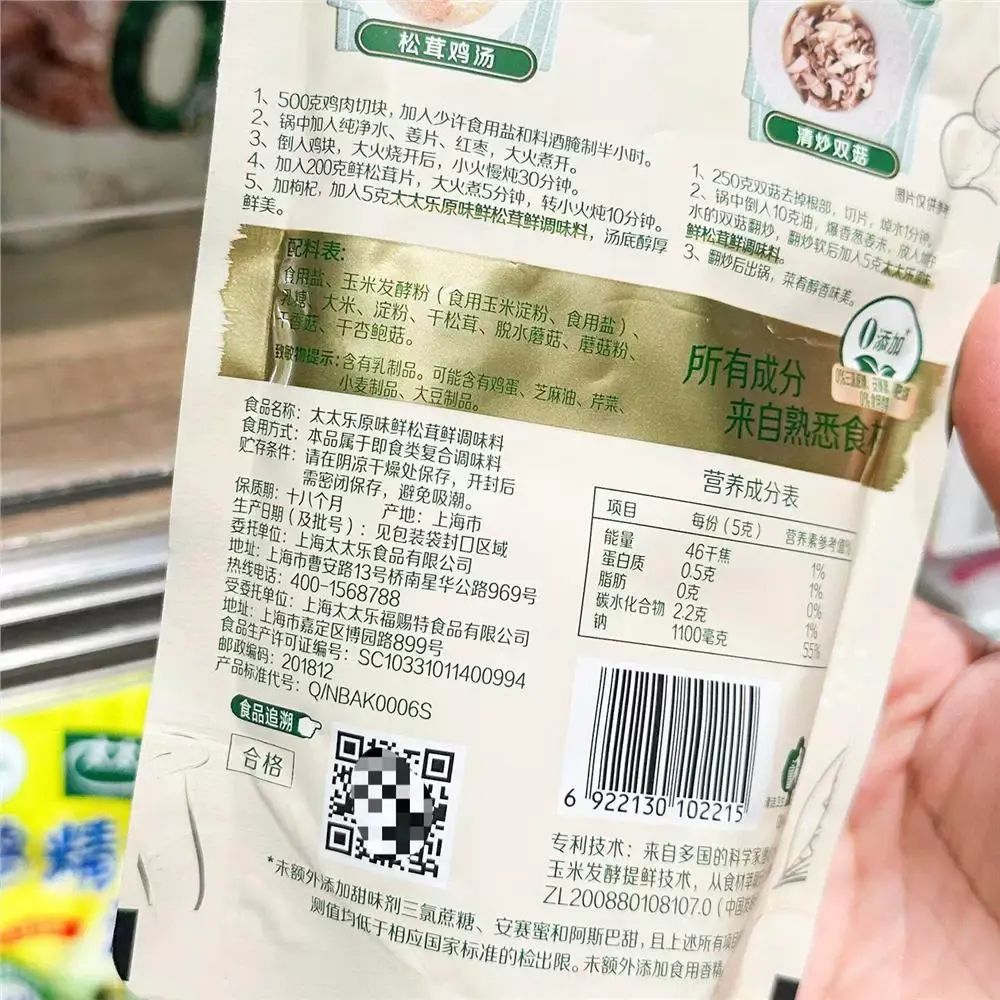 松茸鸡汤
1、500克鸡肉切块，加入少许食用盐和料酒腌制半小时。
2、锅中加入纯净水、姜片、红枣，大火煮开。
3、倒入鸡块，大火烧开后，小火慢炖30分钟。
4、加入200克鲜松茸片，大火煮5分钟，转小火炖10分钟。
5、加枸杞，加入5克太太乐原味鲜松茸鲜调味料，汤底醇厚
鲜美。
清炒双菇
图片仅供参考
1、250克双菇去掉根部，切片，焯水1分钟。
2、锅中倒入10克油，爆香葱姜末，放入
水的双菇翻炒，翻炒软后加入5克太太乐
鲜松茸鲜调味料。
3、翻炒后出锅，菜肴醇香味美。
配料表：
食用盐、玉米发酵粉（食用玉米淀粉、食用盐）、
乳糖、大米、淀粉、干松茸、脱水蘑菇、蘑菇粉、
干香菇、干杏鲍菇。
致敏物提示：含有乳制品。可能含有鸡蛋、芝麻油、芹菜、
小麦制品、大豆制品。
0添加*
所有成分
来自熟悉食材
食品名称：太太乐原味鲜松茸鲜调味料
食用方式：本品属于即食类复合调味料
贮存条件：请在阴凉干燥处保存，开封后
需密闭保存，避免吸潮。
保质期：十八个月 产地：上海市
生产日期（及批号）：见包装袋封口区域
委托单位：上海太太乐食品有限公司
地址：上海市曹安路13号桥南星华公路969号
热线电话：400-1568788
受委托单位：上海太太乐福赐特食品有限公司
地址：上海市嘉定区博园路899号
食品生产许可证编号：SC10331011400994
邮政编码：201812
产品标准代号：Q/NBAK0006S
营养成分表
项目 每份（5克） 营养素参考值%
能量 46千焦 1%
蛋白质 0.5克 1%
脂肪 0克 0%
碳水化合物 2.2克 1%
钠 1100毫克 55%
食品追溯
合格
6 922130 102215
专利技术：来自多国的科学家
玉米发酵提鲜技术，从食材萃
ZL200880108107.0（中国
*未额外添加甜味剂三氯蔗糖、安赛蜜和阿斯巴甜，且上述所有项目
测值均低于相应国家标准的检出限。未额外添加食用香精
精